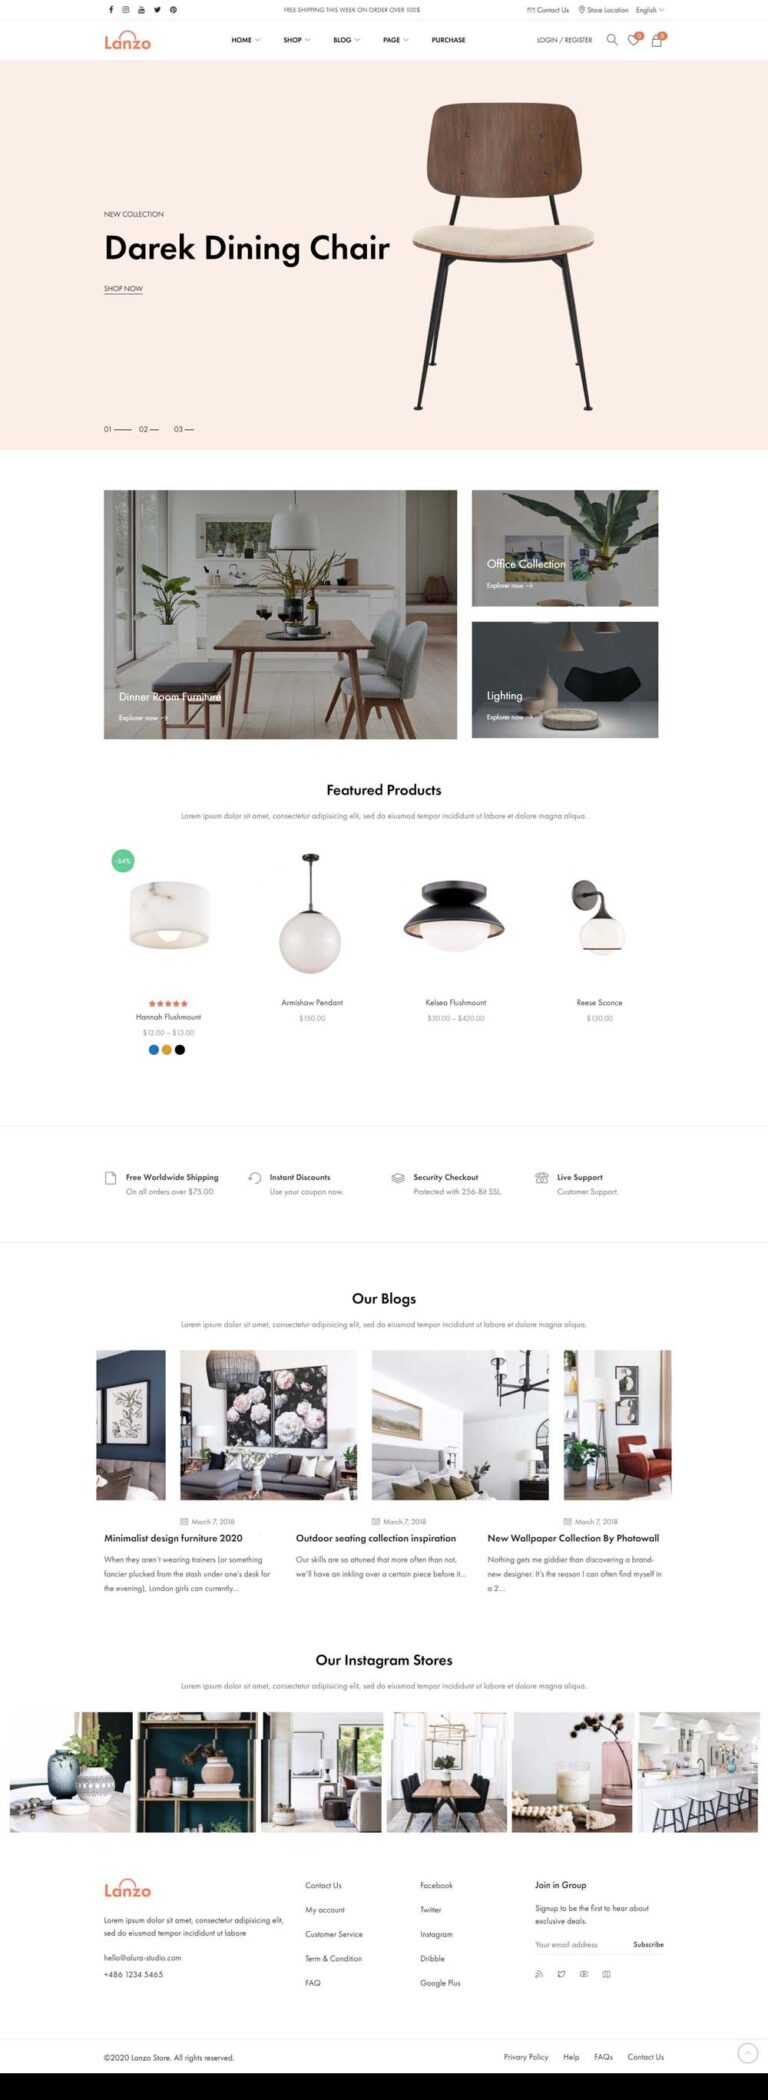 FREE SHIPPING THIS WEEK ON ORDER OVER 100$
Contact Us Store Location English
Lanzo
HOME SHOP BLOG PAGE PURCHASE
LOGIN / REGISTER 0 0
NEW COLLECTION
Darek Dining Chair
SHOP NOW
01 02 03
Office Collection
Explorer now
Dinner Room Furniture
Explorer now
Lighting
Explorer now
Featured Products
Lorem ipsum dolor sit amet, consectetur adipisicing elit, sed do eiusmod tempor incididunt ut labore et dolore magna aliqua.
-64%
Hannah Flushmount
$12.00 – $13.00
Armishaw Pendant
$150.00
Kelsea Flushmount
$20.00 – $420.00
Reese Sconce
$130.00
Free Worldwide Shipping
On all orders over $75.00
Instant Discounts
Use your coupon now.
Security Checkout
Protected with 256-Bit SSL.
Live Support
Customer Support.
Our Blogs
Lorem ipsum dolor sit amet, consectetur adipisicing elit, sed do eiusmod tempor incididunt ut labore et dolore magna aliqua.
March 7, 2018
Minimalist design furniture 2020
When they aren't wearing trainers (or something
fancier plucked from the stash under one's desk for
the evening), London girls can currently...
March 7, 2018
Outdoor seating collection inspiration
Our skills are so attuned that more often than not,
we'll have an inkling over a certain piece before it...
March 7, 2018
New Wallpaper Collection By Photowall
Nothing gets me giddier than discovering a brand-
new designer. It's the reason I can often find myself in
a 2...
Our Instagram Stores
Lorem ipsum dolor sit amet, consectetur adipisicing elit, sed do eiusmod tempor incididunt ut labore et dolore magna aliqua.
Lanzo
Lorem ipsum dolor sit amet, consectetur adipisicing elit,
sed do eiusmod tempor incididunt ut labore
hello@alura-studio.com
+486 1234 5465
Contact Us
My account
Customer Service
Term & Condition
FAQ
Facebook
Twitter
Instagram
Dribble
Google Plus
Join in Group
Signup to be the first to hear about
exclusive deals.
Your email address Subscribe
©2020 Lanzo Store. All rights reserved.
Privary Policy Help FAQs Contact Us